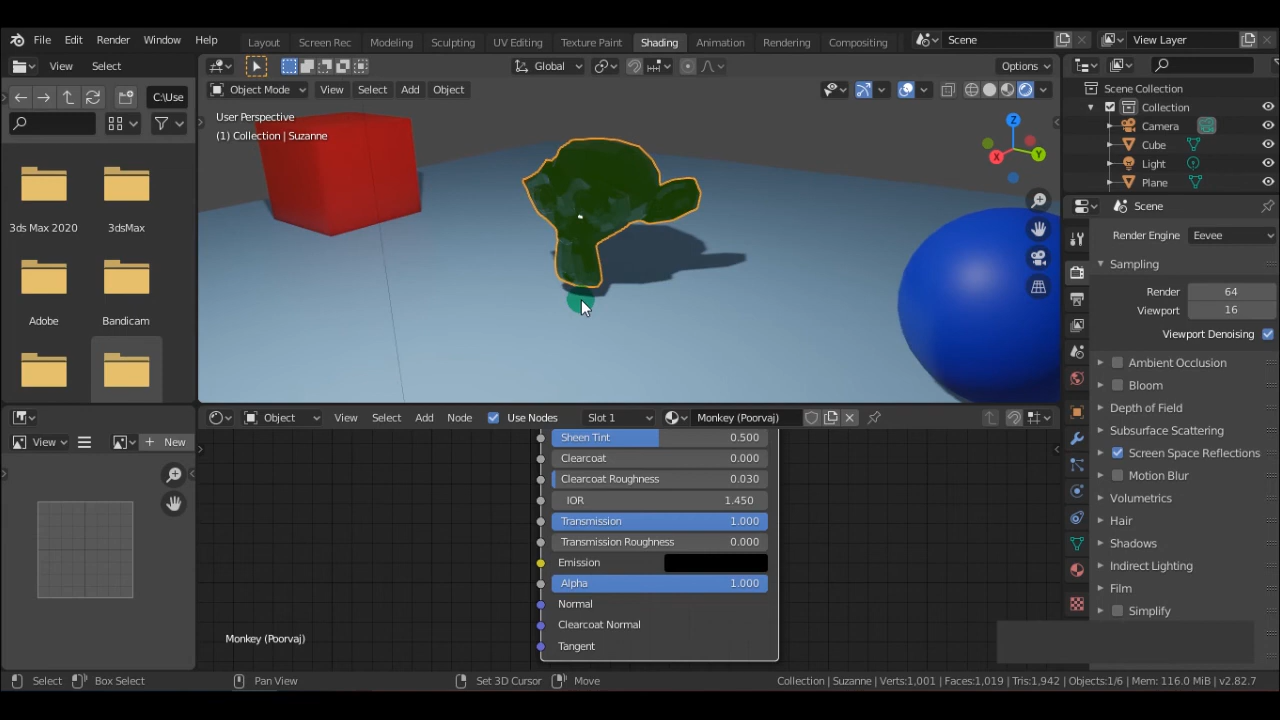 File Edit Render Window Help Layout Screen Rec Modeling Sculpting UV Editing Texture Paint Shading Animation Rendering Compositing Scene View Layer
View Select Global Options
C:\Use Object Mode View Select Add Object
User Perspective
(1) Collection | Suzanne
Z
X
Y
3ds Max 2020 3dsMax
Adobe Bandicam
Scene Collection
Collection
Camera
Cube
Light
Plane
Scene
Render Engine Eevee
Sampling
Render 64
Viewport 16
Viewport Denoising
Ambient Occlusion
Bloom
Depth of Field
Subsurface Scattering
Screen Space Reflections
Motion Blur
Volumetrics
Hair
Shadows
Indirect Lighting
Film
Simplify
View New
Object View Select Add Node Use Nodes Slot 1 Monkey (Poorvaj)
Sheen Tint 0.500
Clearcoat 0.000
Clearcoat Roughness 0.030
IOR 1.450
Transmission 1.000
Transmission Roughness 0.000
Emission
Alpha 1.000
Normal
Clearcoat Normal
Tangent
Monkey (Poorvaj)
Select Box Select Pan View Set 3D Cursor Move Collection | Suzanne | Verts:1,001 | Faces:1,019 | Tris:1,942 | Objects:1/6 | Mem: 116.0 MiB | v2.82.7